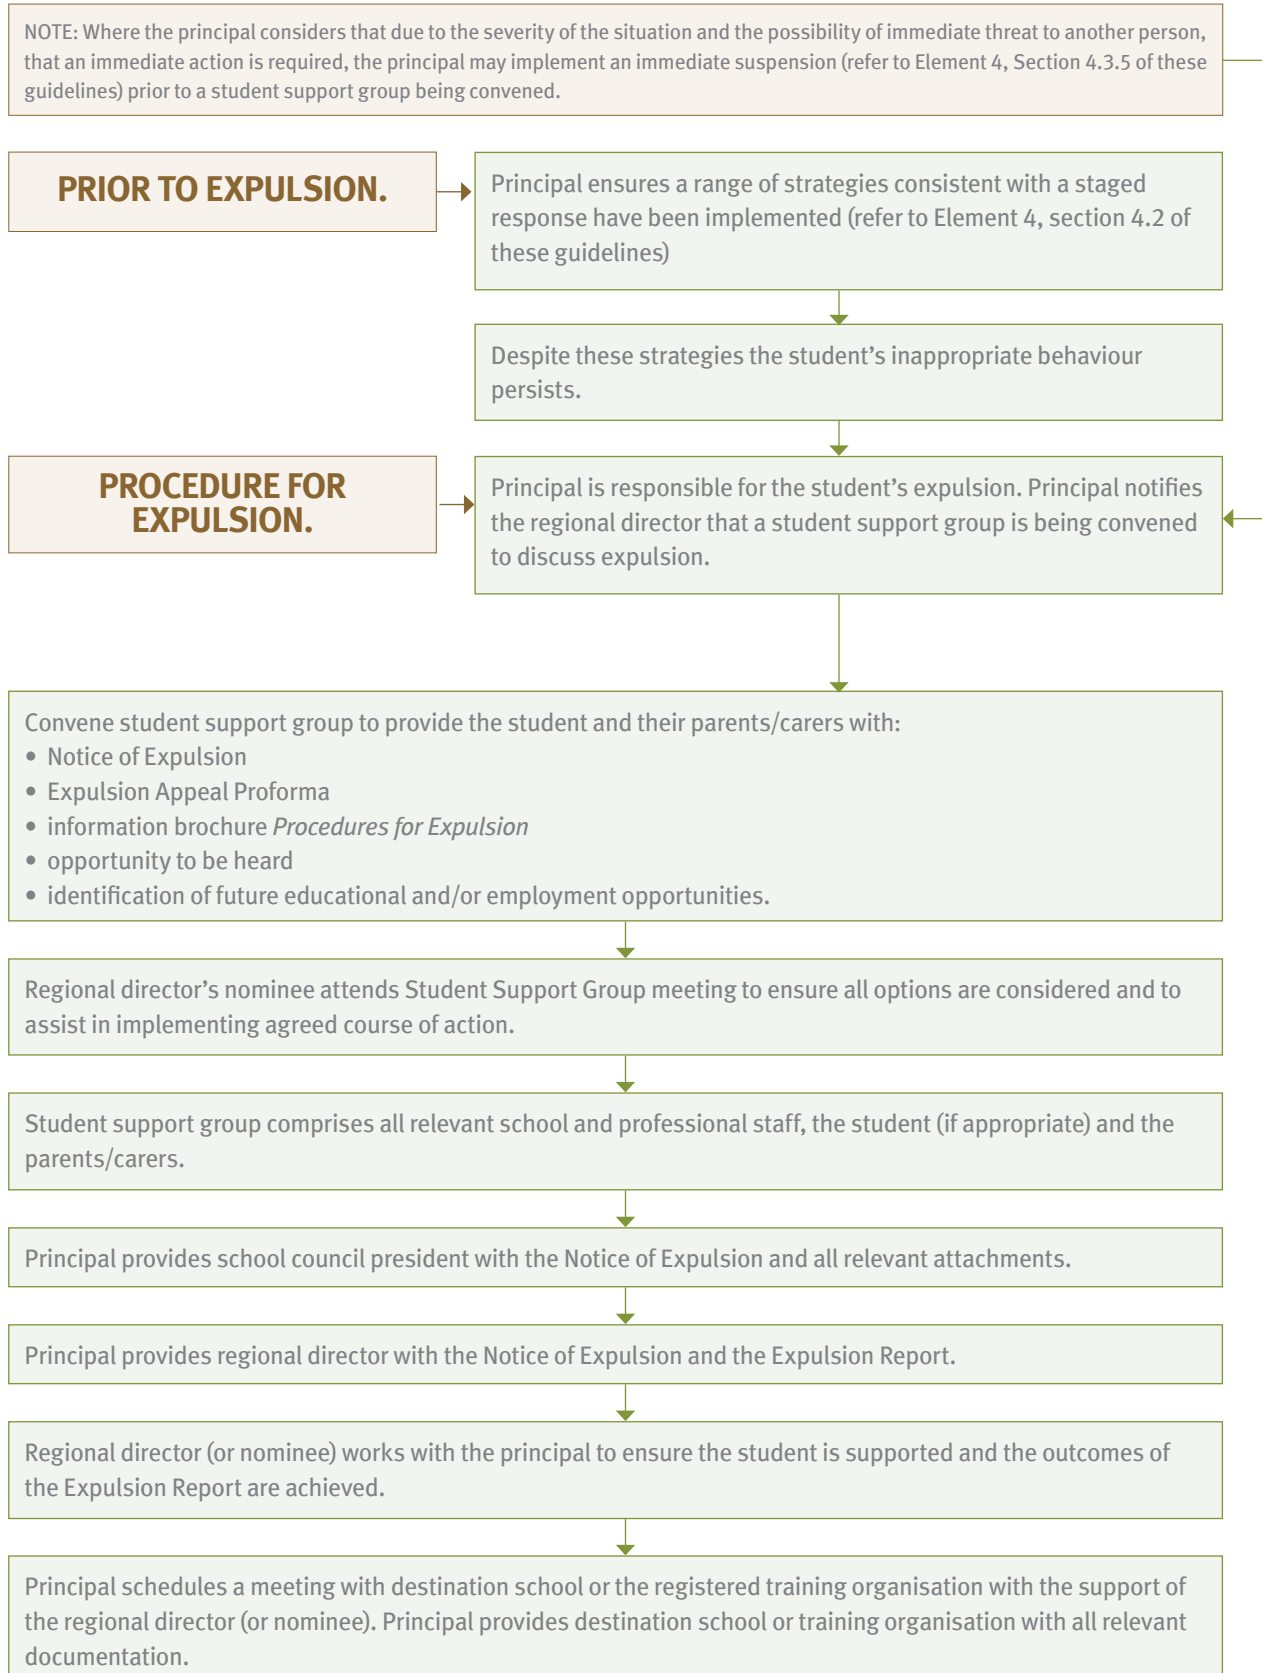 NOTE: Where the principal considers that due to the severity of the situation and the possibility of immediate threat to another person,
that an immediate action is required, the principal may implement an immediate suspension (refer to Element 4, Section 4.3.5 of these
guidelines) prior to a student support group being convened.
PRIOR TO EXPULSION.
Principal ensures a range of strategies consistent with a staged
response have been implemented (refer to Element 4, section 4.2 of
these guidelines)
Despite these strategies the student’s inappropriate behaviour
persists.
PROCEDURE FOR
EXPULSION.
Principal is responsible for the student’s expulsion. Principal notifies
the regional director that a student support group is being convened
to discuss expulsion.
Convene student support group to provide the student and their parents/carers with:
• Notice of Expulsion
• Expulsion Appeal Proforma
• information brochure Procedures for Expulsion
• opportunity to be heard
• identification of future educational and/or employment opportunities.
Regional director’s nominee attends Student Support Group meeting to ensure all options are considered and to
assist in implementing agreed course of action.
Student support group comprises all relevant school and professional staff, the student (if appropriate) and the
parents/carers.
Principal provides school council president with the Notice of Expulsion and all relevant attachments.
Principal provides regional director with the Notice of Expulsion and the Expulsion Report.
Regional director (or nominee) works with the principal to ensure the student is supported and the outcomes of
the Expulsion Report are achieved.
Principal schedules a meeting with destination school or the registered training organisation with the support of
the regional director (or nominee). Principal provides destination school or training organisation with all relevant
documentation.